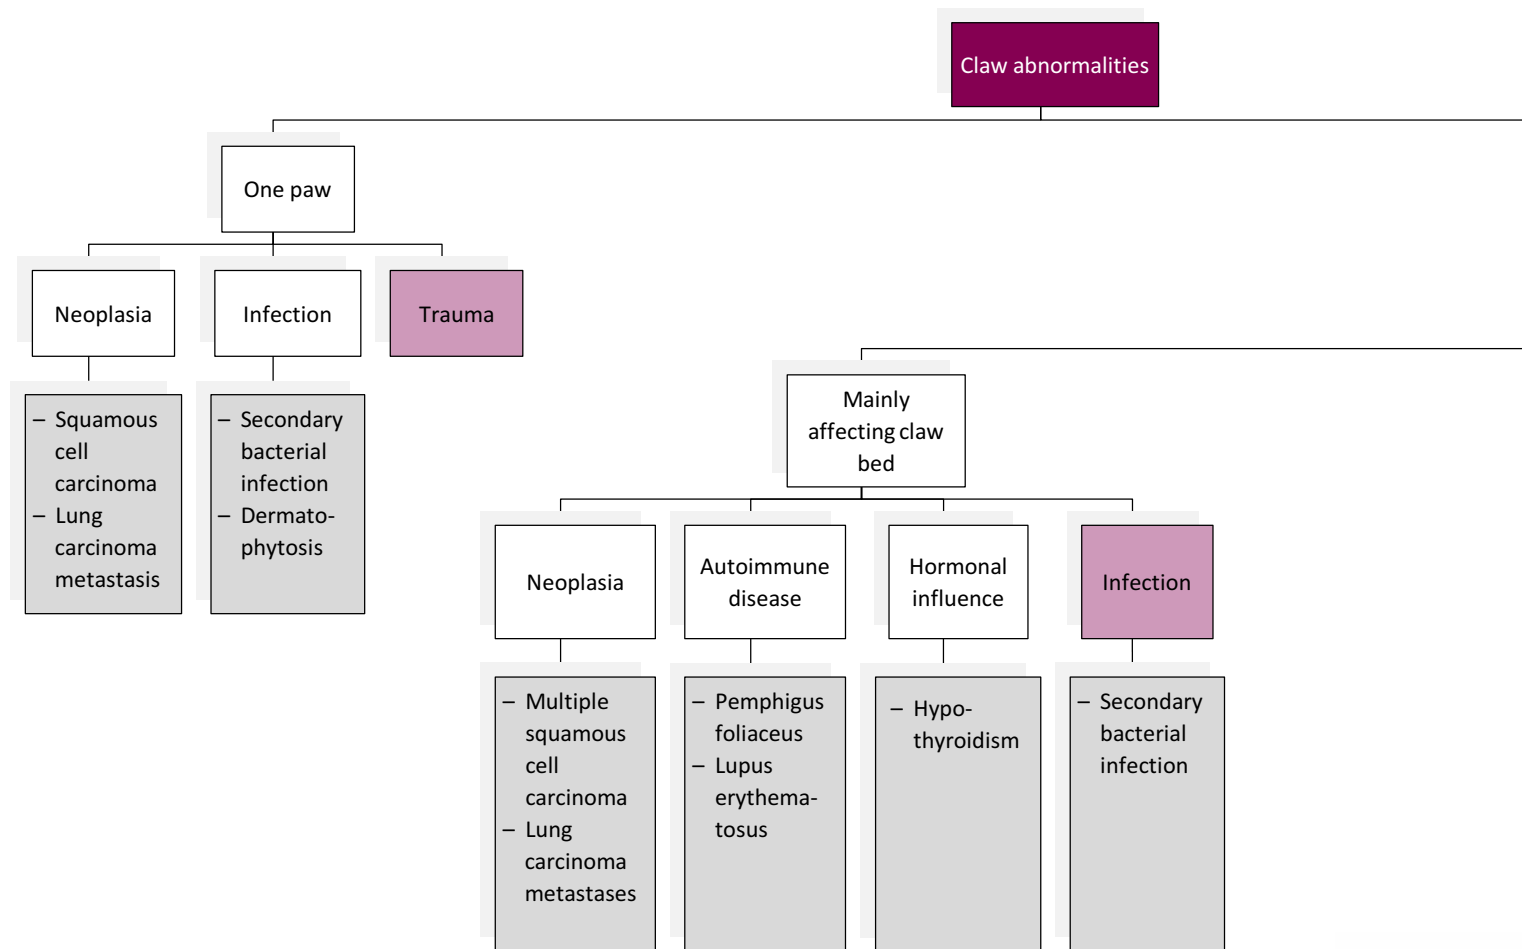 Claw abnormalities
One paw
Neoplasia
Infection
Trauma
– Squamous
cell
carcinoma
– Lung
carcinoma
metastasis
– Secondary
bacterial
infection
– Dermato-
phytosis
Mainly
affecting claw
bed
Neoplasia
Autoimmune
disease
Hormonal
influence
Infection
– Multiple
squamous
cell
carcinoma
– Lung
carcinoma
metastases
– Pemphigus
foliaceus
– Lupus
erythema-
tosus
– Hypo-
thyroidism
– Secondary
bacterial
infection